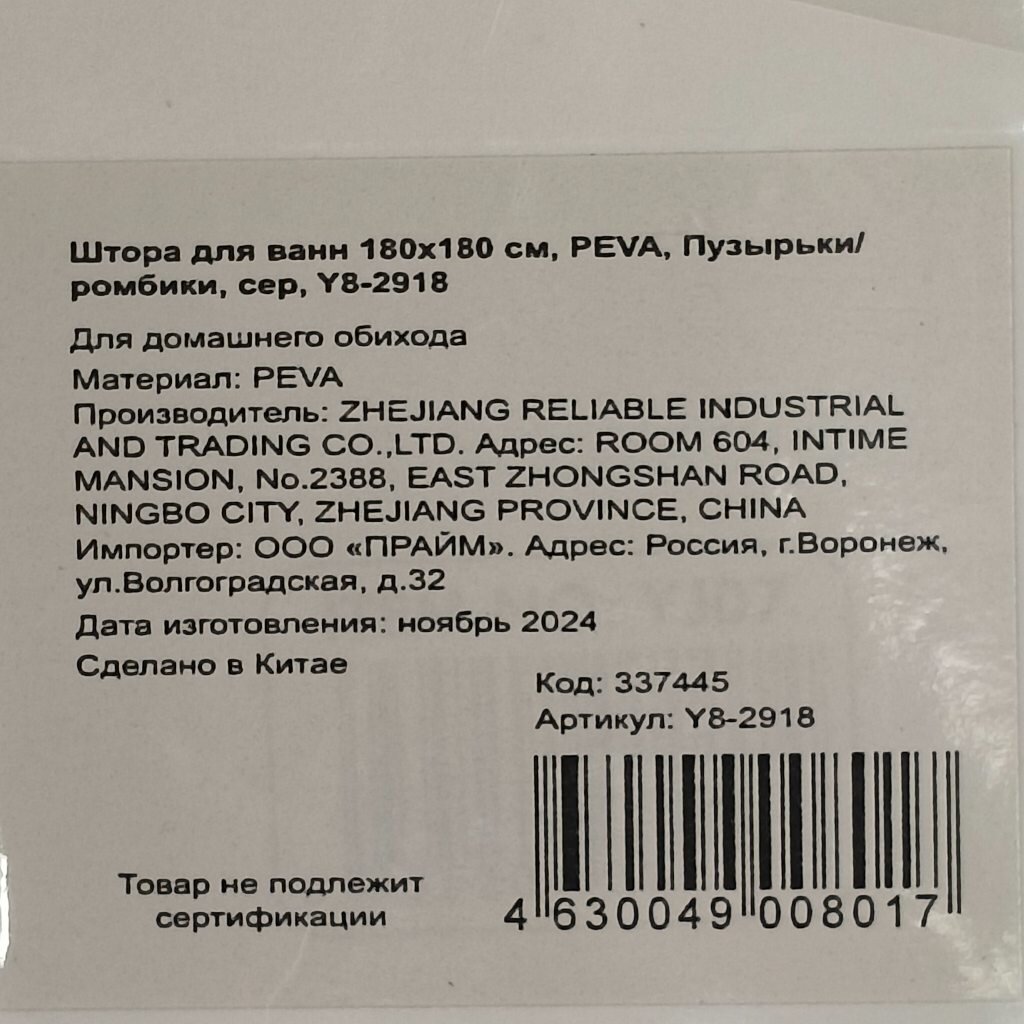 Штора для ванн 180х180 см, PEVA, Пузырьки/
ромбики, сер, Y8-2918
Для домашнего обихода
Материал: PEVA
Производитель: ZHEJIANG RELIABLE INDUSTRIAL
AND TRADING CO.,LTD. Адрес: ROOM 604, INTIME
MANSION, No.2388, EAST ZHONGSHAN ROAD,
NINGBO CITY, ZHEJIANG PROVINCE, CHINA
Импортер: ООО «ПРАЙМ». Адрес: Россия, г.Воронеж,
ул.Волгоградская, д.32
Дата изготовления: ноябрь 2024
Сделано в Китае
Код: 337445
Артикул: Y8-2918
Товар не подлежит
сертификации
4 630049 008017